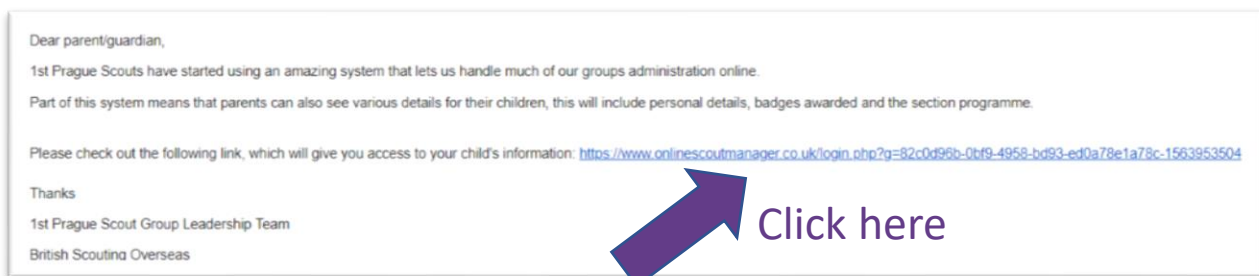 Dear parent/guardian,
1st Prague Scouts have started using an amazing system that lets us handle much of our groups administration online.
Part of this system means that parents can also see various details for their children, this will include personal details, badges awarded and the section programme.
Please check out the following link, which will give you access to your child's information: https://www.onlinescoutmanager.co.uk/login.php?g=82c0d96b-0bf9-4958-bd93-ed0a78e1a78c-1563953504
Thanks
1st Prague Scout Group Leadership Team
British Scouting Overseas
Click here